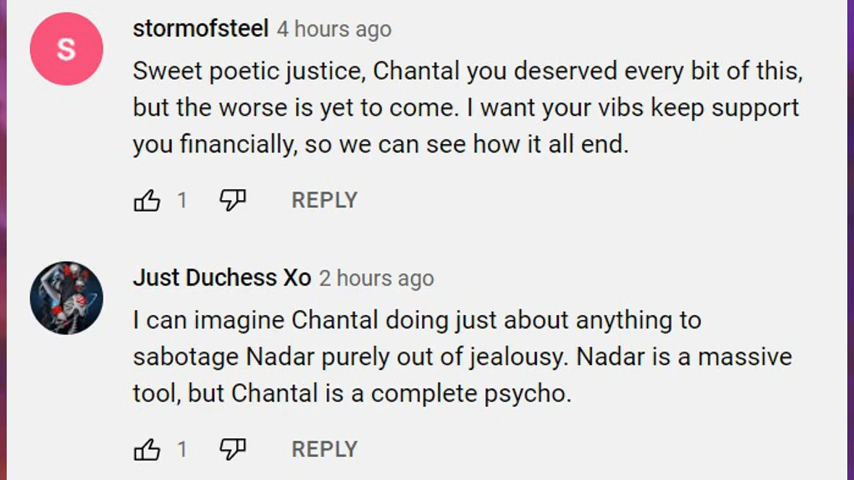 S
stormofsteel 4 hours ago
Sweet poetic justice, Chantal you deserved every bit of this,
but the worse is yet to come. I want your vibs keep support
you financially, so we can see how it all end.
1 REPLY
Just Duchess Xo 2 hours ago
I can imagine Chantal doing just about anything to
sabotage Nadar purely out of jealousy. Nadar is a massive
tool, but Chantal is a complete psycho.
1 REPLY